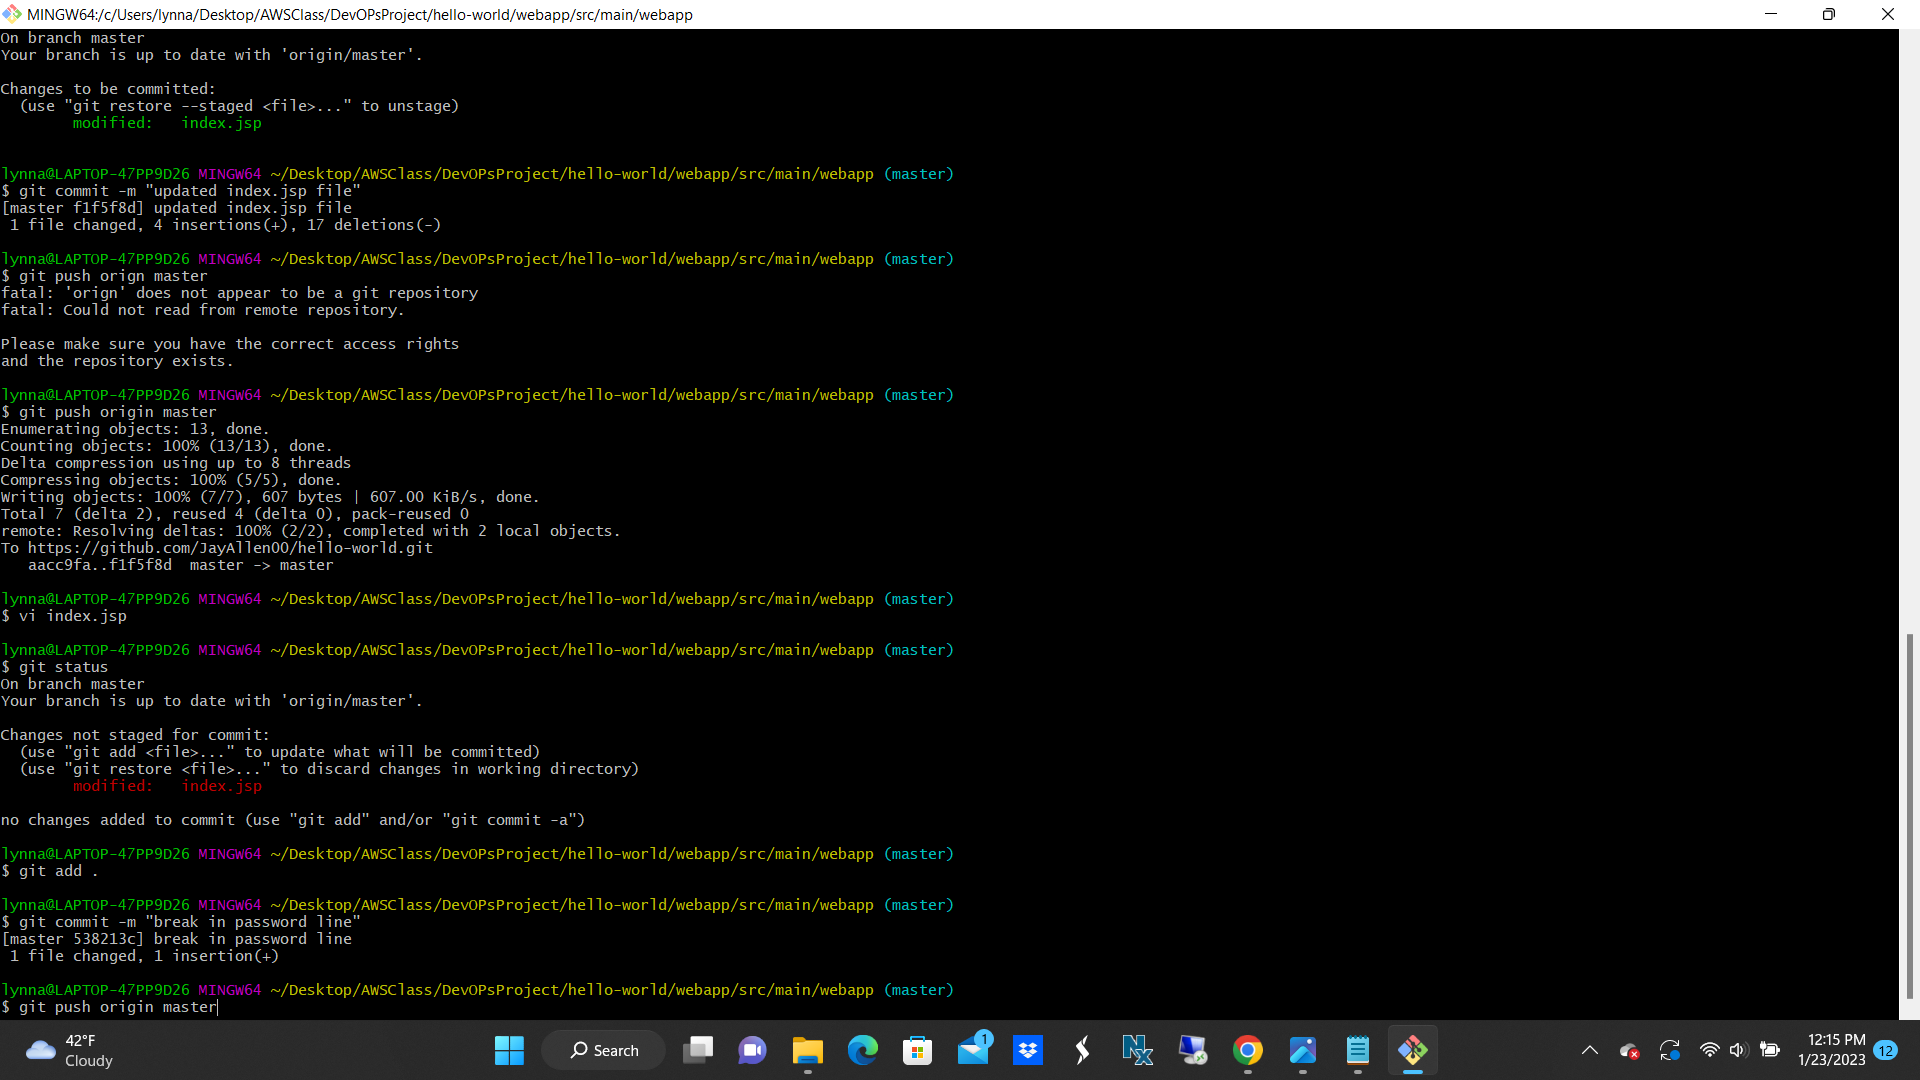 MINGW64:/c/Users/lynna/Desktop/AWSClass/DevOPsProject/hello-world/webapp/src/main/webapp
On branch master
Your branch is up to date with 'origin/master'.
Changes to be committed:
  (use "git restore --staged <file>..." to unstage)
        modified:   index.jsp
lynna@LAPTOP-47PP9D26 MINGW64 ~/Desktop/AWSClass/DevOPsProject/hello-world/webapp/src/main/webapp (master)
$ git commit -m "updated index.jsp file"
[master f1f5f8d] updated index.jsp file
 1 file changed, 4 insertions(+), 17 deletions(-)
lynna@LAPTOP-47PP9D26 MINGW64 ~/Desktop/AWSClass/DevOPsProject/hello-world/webapp/src/main/webapp (master)
$ git push orign master
fatal: 'orign' does not appear to be a git repository
fatal: Could not read from remote repository.
Please make sure you have the correct access rights
and the repository exists.
lynna@LAPTOP-47PP9D26 MINGW64 ~/Desktop/AWSClass/DevOPsProject/hello-world/webapp/src/main/webapp (master)
$ git push origin master
Enumerating objects: 13, done.
Counting objects: 100% (13/13), done.
Delta compression using up to 8 threads
Compressing objects: 100% (5/5), done.
Writing objects: 100% (7/7), 607 bytes | 607.00 KiB/s, done.
Total 7 (delta 2), reused 4 (delta 0), pack-reused 0
remote: Resolving deltas: 100% (2/2), completed with 2 local objects.
To https://github.com/JayAllen00/hello-world.git
   aacc9fa..f1f5f8d  master -> master
lynna@LAPTOP-47PP9D26 MINGW64 ~/Desktop/AWSClass/DevOPsProject/hello-world/webapp/src/main/webapp (master)
$ vi index.jsp
lynna@LAPTOP-47PP9D26 MINGW64 ~/Desktop/AWSClass/DevOPsProject/hello-world/webapp/src/main/webapp (master)
$ git status
On branch master
Your branch is up to date with 'origin/master'.
Changes not staged for commit:
  (use "git add <file>..." to update what will be committed)
  (use "git restore <file>..." to discard changes in working directory)
        modified:   index.jsp
no changes added to commit (use "git add" and/or "git commit -a")
lynna@LAPTOP-47PP9D26 MINGW64 ~/Desktop/AWSClass/DevOPsProject/hello-world/webapp/src/main/webapp (master)
$ git add .
lynna@LAPTOP-47PP9D26 MINGW64 ~/Desktop/AWSClass/DevOPsProject/hello-world/webapp/src/main/webapp (master)
$ git commit -m "break in password line"
[master 538213c] break in password line
 1 file changed, 1 insertion(+)
lynna@LAPTOP-47PP9D26 MINGW64 ~/Desktop/AWSClass/DevOPsProject/hello-world/webapp/src/main/webapp (master)
$ git push origin master
42°F
Cloudy
Search
1
12:15 PM
1/23/2023
12